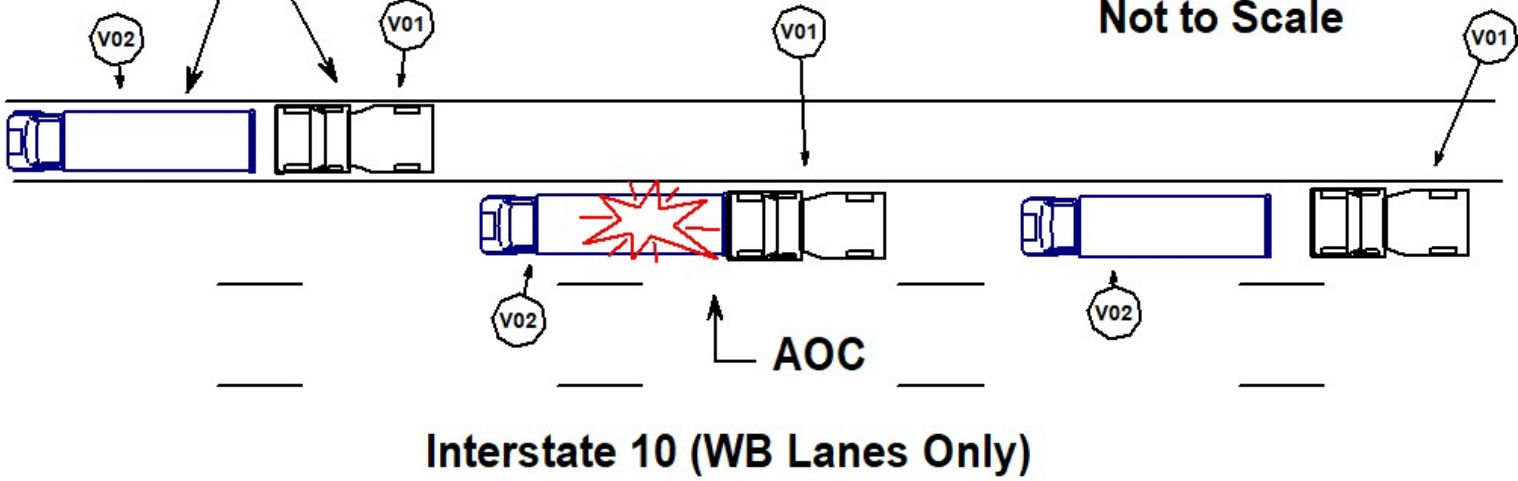 Not to Scale
V02
V01
V01
V01
V02
V02
AOC
Interstate 10 (WB Lanes Only)